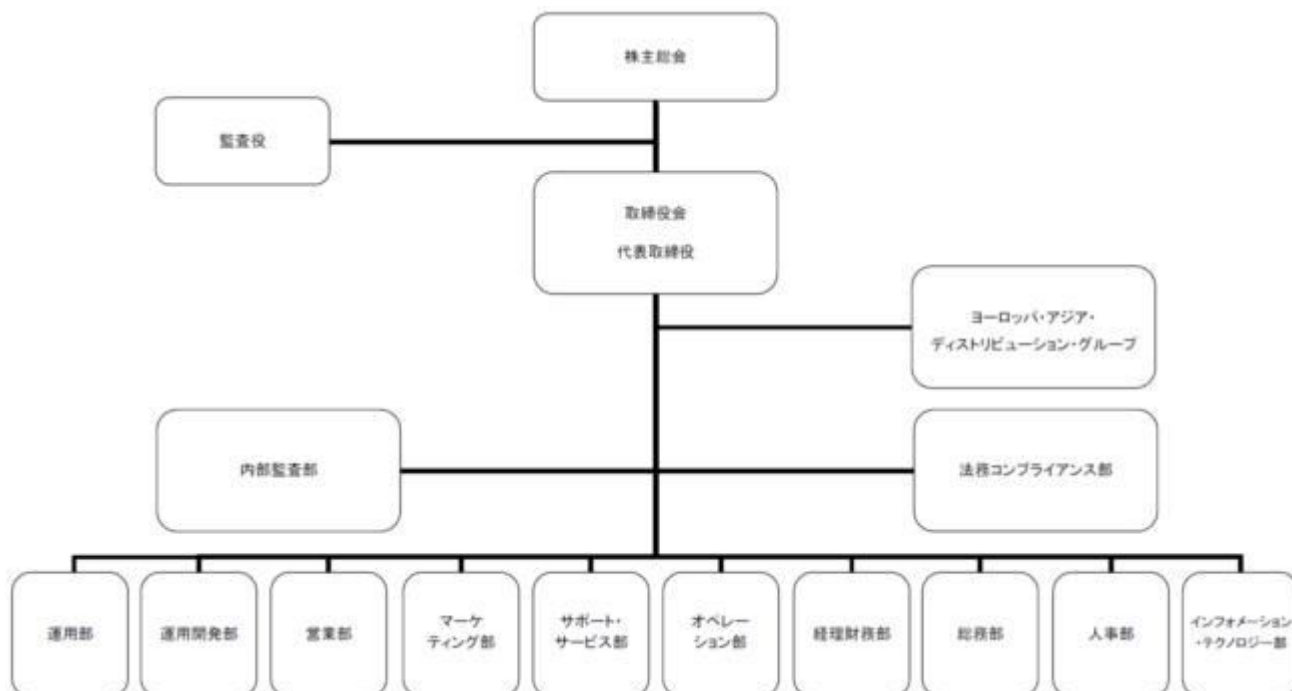 株主総会
監査役
取締役会
代表取締役
ヨーロッパ・アジア・
ディストリビューション・グループ
内部監査部
法務コンプライアンス部
運用部
運用開発部
営業部
マーケ
ティング部
サポート・
サービス部
オペレー
ション部
経理財務部
総務部
人事部
インフォメーション
・テクノロジー部